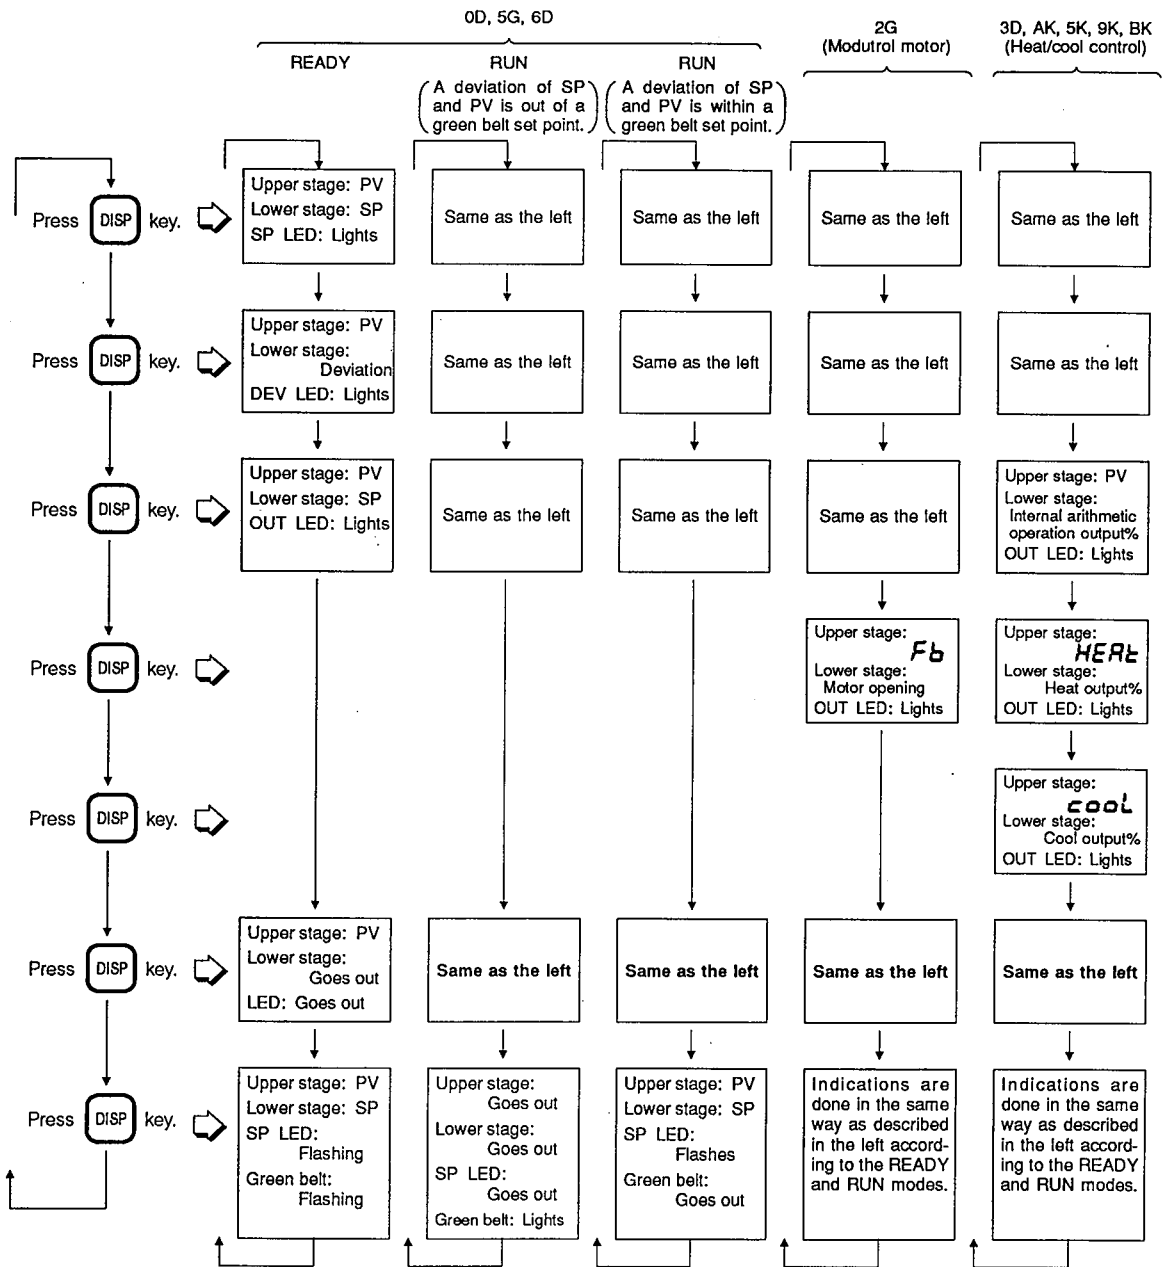 0D, 5G, 6D
2G
(Modutrol motor)
3D, AK, 5K, 9K, BK
(Heat/cool control)
READY
RUN
(A deviation of SP
and PV is out of a
green belt set point.)
RUN
(A deviation of SP
and PV is within a
green belt set point.)
Press DISP key.
Upper stage: PV
Lower stage: SP
SP LED: Lights
Same as the left
Same as the left
Same as the left
Same as the left
Press DISP key.
Upper stage: PV
Lower stage:
Deviation
DEV LED: Lights
Same as the left
Same as the left
Same as the left
Same as the left
Press DISP key.
Upper stage: PV
Lower stage: SP
OUT LED: Lights
Same as the left
Same as the left
Same as the left
Upper stage: PV
Lower stage:
Internal arithmetic
operation output%
OUT LED: Lights
Press DISP key.
Upper stage:
Fb
Lower stage:
Motor opening
OUT LED: Lights
Upper stage:
HEAt
Lower stage:
Heat output%
OUT LED: Lights
Press DISP key.
Upper stage:
cooL
Lower stage:
Cool output%
OUT LED: Lights
Press DISP key.
Upper stage: PV
Lower stage:
Goes out
LED: Goes out
Same as the left
Same as the left
Same as the left
Same as the left
Press DISP key.
Upper stage: PV
Lower stage: SP
SP LED:
Flashing
Green belt:
Flashing
Upper stage:
Goes out
Lower stage:
Goes out
SP LED:
Goes out
Green belt: Lights
Upper stage: PV
Lower stage: SP
SP LED:
Flashes
Green belt:
Goes out
Indications are
done in the same
way as described
in the left accord-
ing to the READY
and RUN modes.
Indications are
done in the same
way as described
in the left accord-
ing to the READY
and RUN modes.